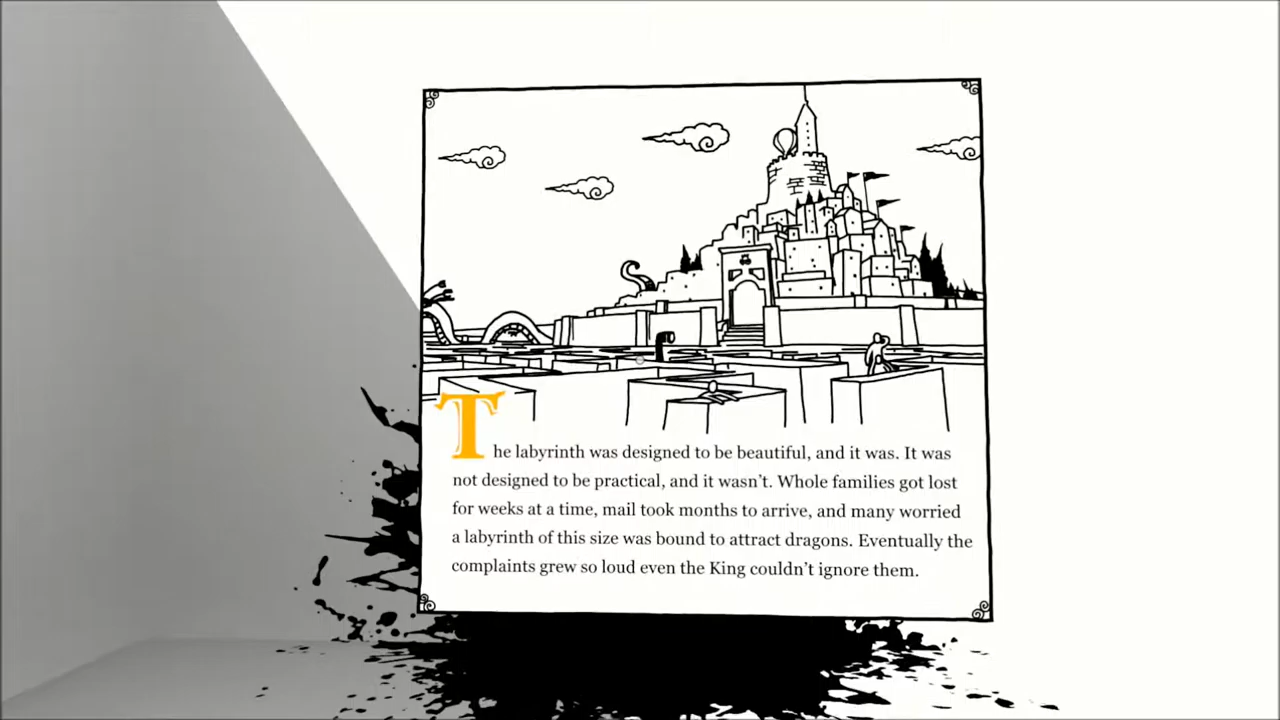 The labyrinth was designed to be beautiful, and it was. It was
not designed to be practical, and it wasn't. Whole families got lost
for weeks at a time, mail took months to arrive, and many worried
a labyrinth of this size was bound to attract dragons. Eventually the
complaints grew so loud even the King couldn't ignore them.